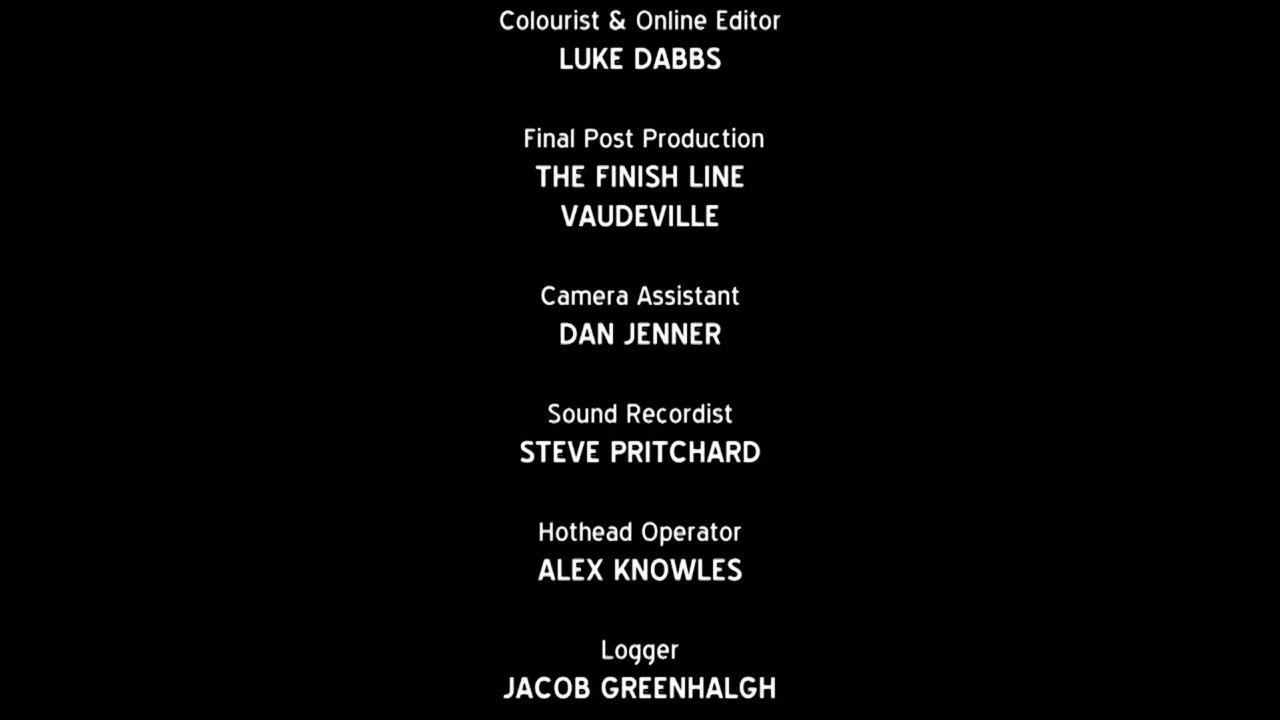 Colourist & Online Editor
LUKE DABBS
Final Post Production
THE FINISH LINE
VAUDEVILLE
Camera Assistant
DAN JENNER
Sound Recordist
STEVE PRITCHARD
Hothead Operator
ALEX KNOWLES
Logger
JACOB GREENHALGH